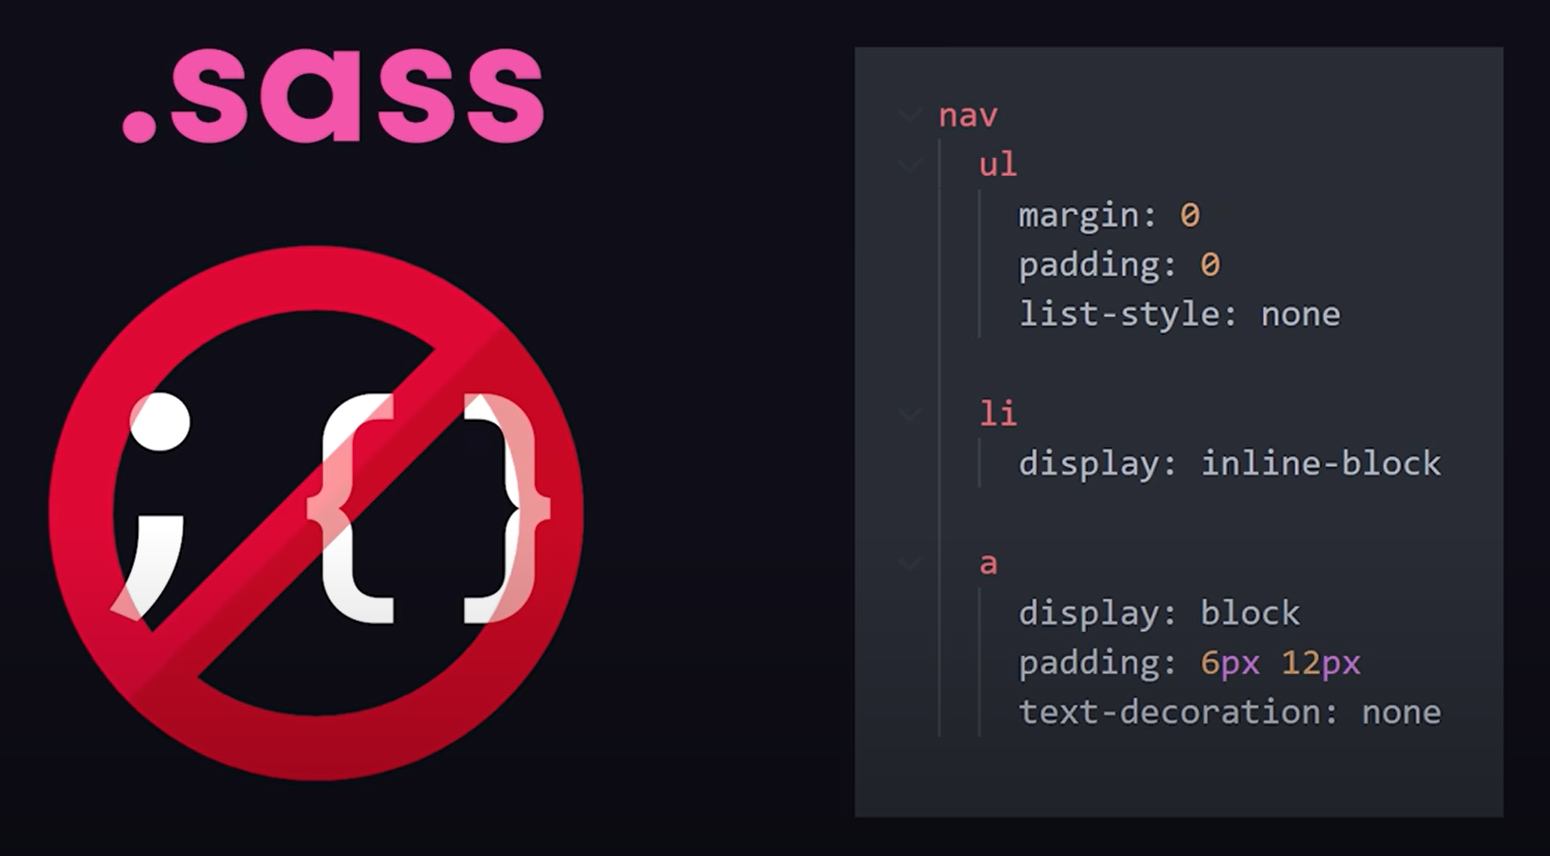 .sass
; { }
nav
ul
margin: 0
padding: 0
list-style: none
li
display: inline-block
a
display: block
padding: 6px 12px
text-decoration: none